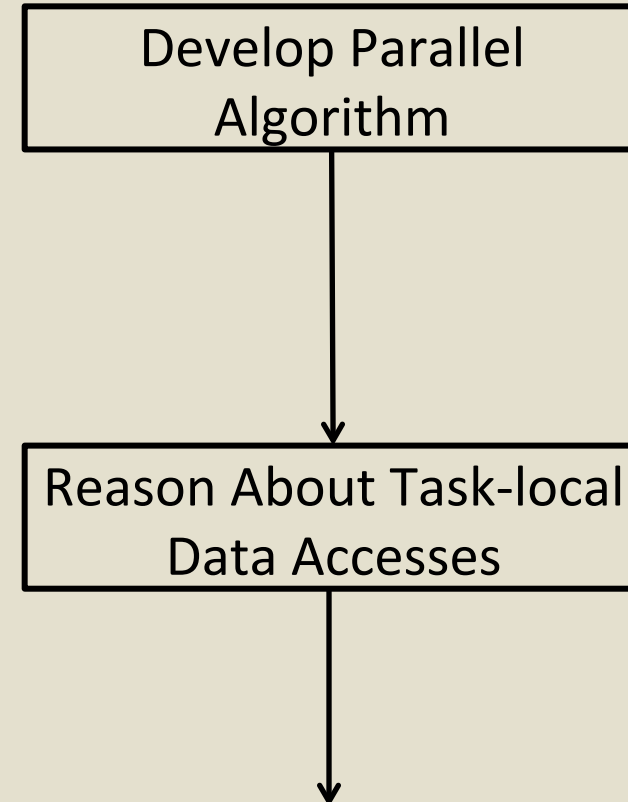 Develop Parallel
Algorithm
Reason About Task-local
Data Accesses